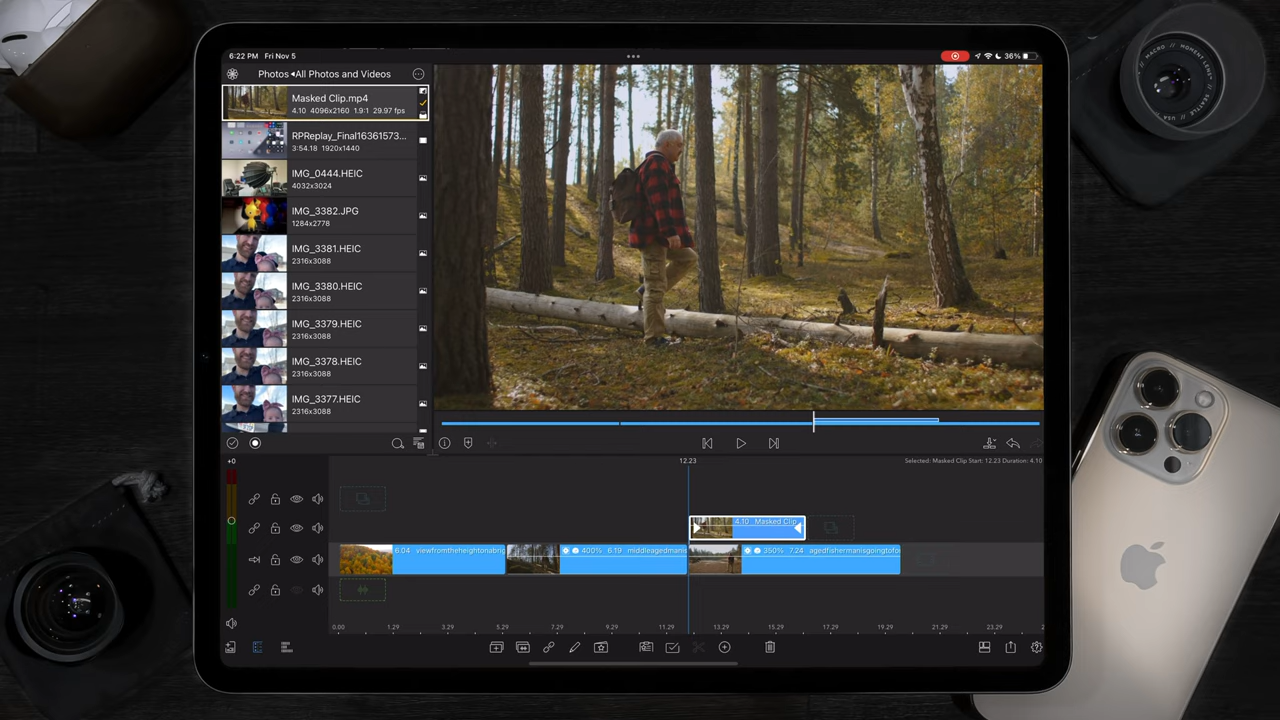 6:22 PM Fri Nov 5
36%
Photos ◂All Photos and Videos
Masked Clip.mp4
4.10 4096x2160 1.9:1 29.97 fps
RPReplay_Final16361573...
3:54.18 1920x1440
IMG_0444.HEIC
4032x3024
IMG_3382.JPG
1284x2778
IMG_3381.HEIC
2316x3088
IMG_3380.HEIC
2316x3088
IMG_3379.HEIC
2316x3088
IMG_3378.HEIC
2316x3088
IMG_3377.HEIC
2316x3088
+0
12.23
Selected: Masked Clip Start: 12.23 Duration: 4.10
4.10 Masked Clip
6.04 viewfromtheheightonabrig
400% 6.19 middleagedmanis
350% 7.24 agedfishermanisgoingtofo
0.00 1.29 3.29 5.29 7.29 9.29 11.29 13.29 15.29 17.29 19.29 21.29 23.29
MACRO // MOMENT LENS
SEATTLE